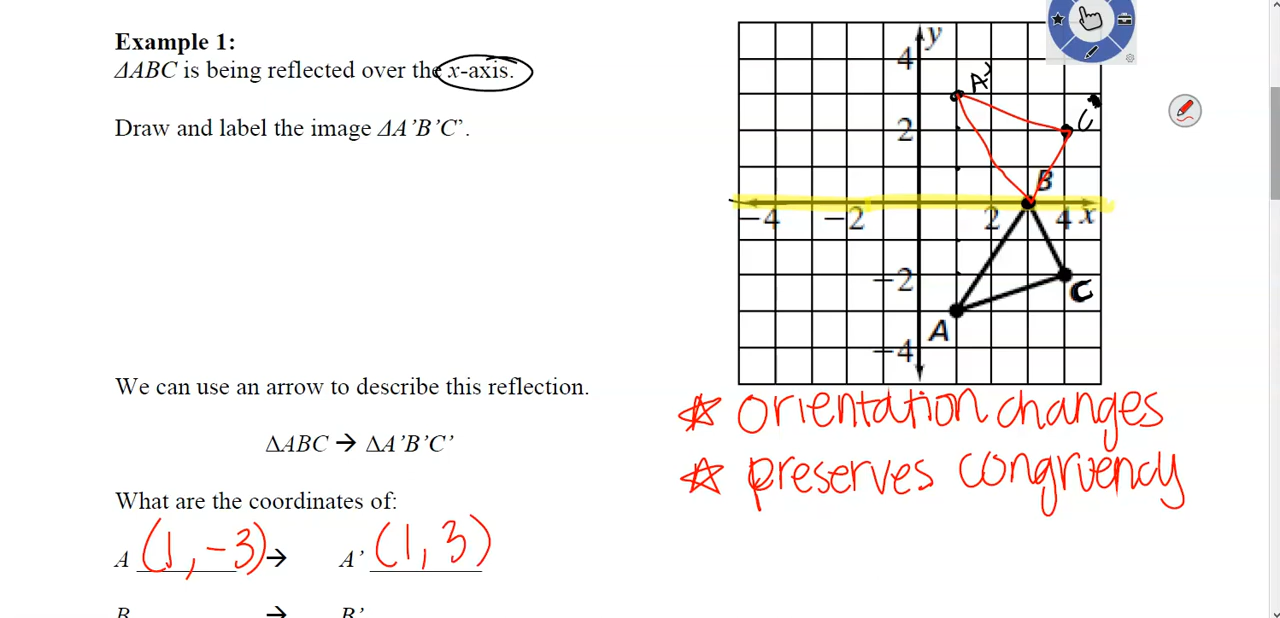 Example 1:
ΔABC is being reflected over the x-axis.
Draw and label the image ΔA’B’C’.
We can use an arrow to describe this reflection.
ΔABC → ΔA’B’C’
What are the coordinates of:
A (1, -3) → A’ (1, 3)
B → B’
y
4
A'
C'
2
B
-4 -2 2 4 x
-2
C
A
-4
☆ orientation changes
☆ preserves congruency